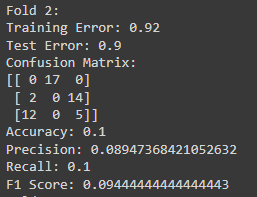 Fold 2:
Training Error: 0.92
Test Error: 0.9
Confusion Matrix:
[[ 0 17  0]
 [ 2  0 14]
 [12  0  5]]
Accuracy: 0.1
Precision: 0.08947368421052632
Recall: 0.1
F1 Score: 0.09444444444444443